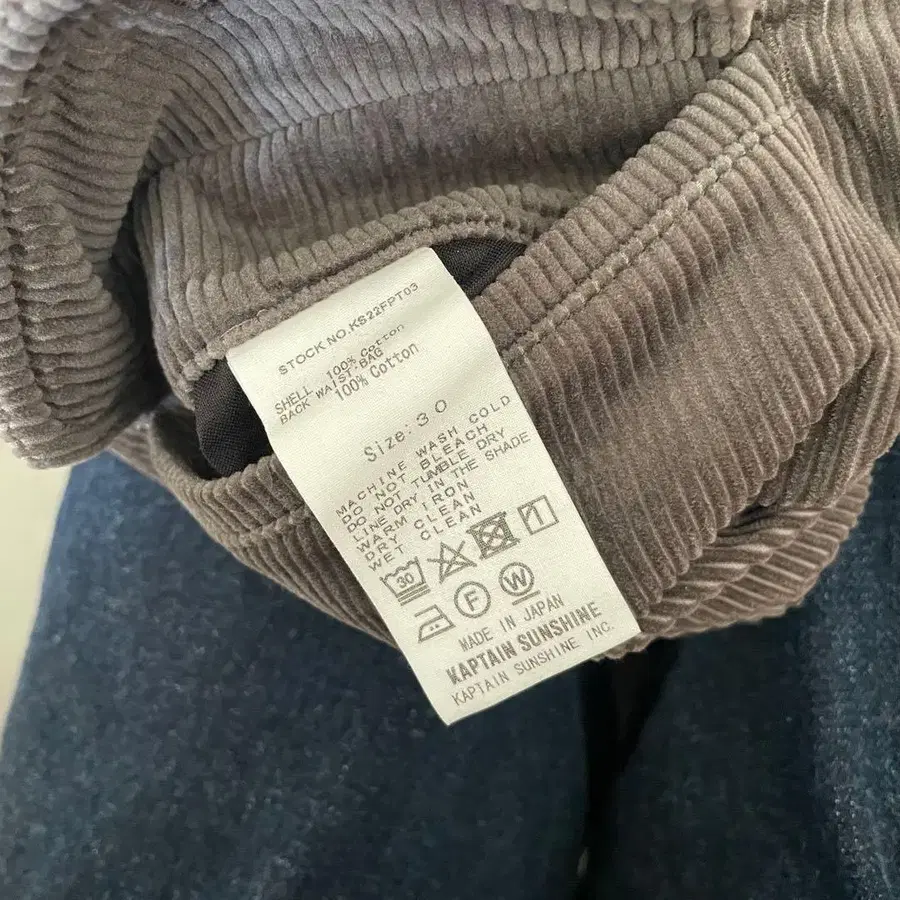 STOCK NO.KS22FPT03
SHELL 100% Cotton
BACK WAIST·BAG
100% Cotton
Size:30
MACHINE WASH COLD
DO NOT BLEACH
DO NOT TUMBLE DRY
LINE DRY IN THE SHADE
WARM IRON
DRY CLEAN
WET CLEAN
30
F W
MADE IN JAPAN
KAPTAIN SUNSHINE
KAPTAIN SUNSHINE INC.